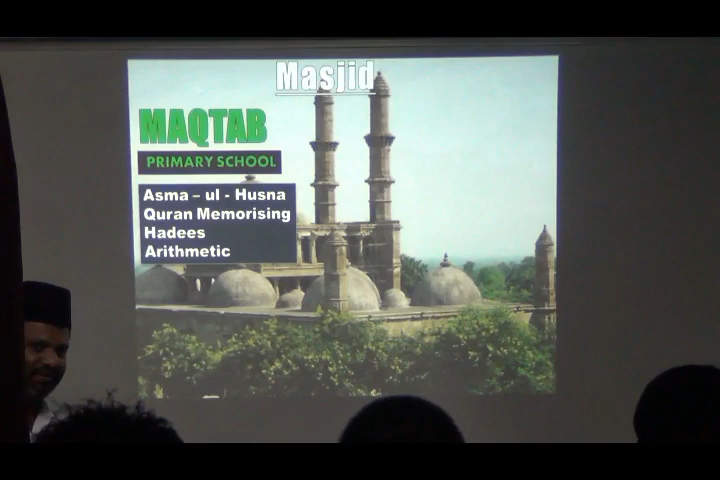 Masjid
MAQTAB
PRIMARY SCHOOL
Asma – ul - Husna
Quran Memorising
Hadees
Arithmetic